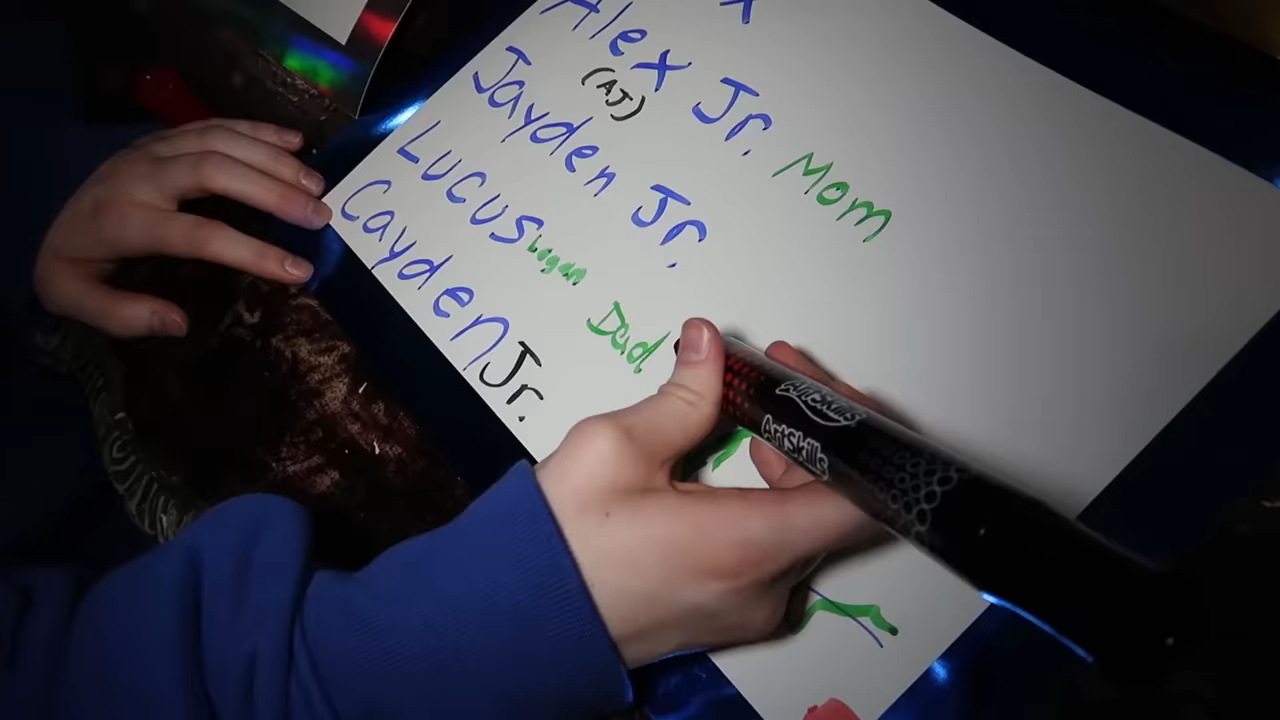 x
Alex Jr.
(AJ)
Jayden Jr. Mom
Lucus Logan
Cayden Jr. Dad
ArtSkills
ArtSkills